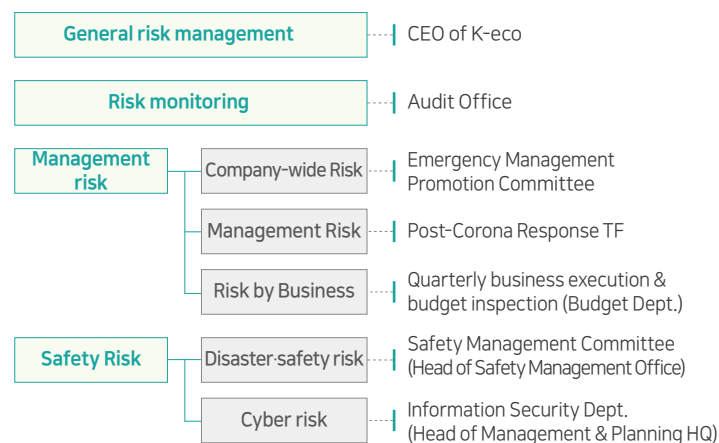 General risk management
CEO of K-eco
Risk monitoring
Audit Office
Management
risk
Company-wide Risk
Emergency Management
Promotion Committee
Management Risk
Post-Corona Response TF
Risk by Business
Quarterly business execution &
budget inspection (Budget Dept.)
Safety Risk
Disaster·safety risk
Safety Management Committee
(Head of Safety Management Office)
Cyber risk
Information Security Dept.
(Head of Management & Planning HQ)